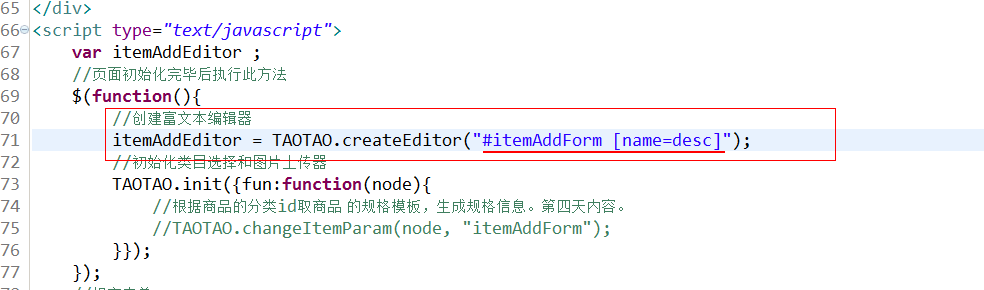 65 </div>
66 <script type="text/javascript">
67 var itemAddEditor ;
68 //页面初始化完毕后执行此方法
69 $(function(){
70 //创建富文本编辑器
71 itemAddEditor = TAOTAO.createEditor("#itemAddForm [name=desc]");
72 //初始化类目选择和图片上传器
73 TAOTAO.init({fun:function(node){
74 //根据商品的分类id取商品 的规格模板，生成规格信息。第四天内容。
75 //TAOTAO.changeItemParam(node, "itemAddForm");
76 }});
77 });